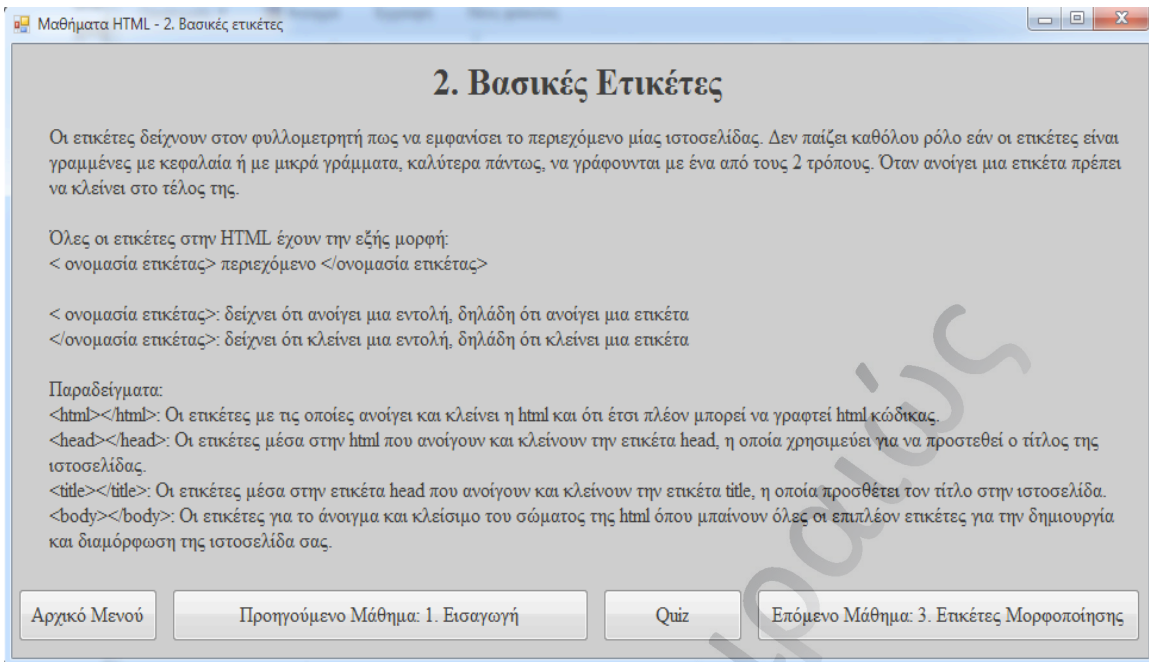 Μαθήματα HTML - 2. Βασικές ετικέτες
2. Βασικές Ετικέτες
Οι ετικέτες δείχνουν στον φυλλομετρητή πως να εμφανίσει το περιεχόμενο μίας ιστοσελίδας. Δεν παίζει καθόλου ρόλο εάν οι ετικέτες είναι
γραμμένες με κεφαλαία ή με μικρά γράμματα, καλύτερα πάντως, να γράφουνται με ένα από τους 2 τρόπους. Όταν ανοίγει μια ετικέτα πρέπει
να κλείνει στο τέλος της.
Όλες οι ετικέτες στην HTML έχουν την εξής μορφή:
< ονομασία ετικέτας> περιεχόμενο </ονομασία ετικέτας>
< ονομασία ετικέτας>: δείχνει ότι ανοίγει μια εντολή, δηλάδη ότι ανοίγει μια ετικέτα
</ονομασία ετικέτας>: δείχνει ότι κλείνει μια εντολή, δηλάδη ότι κλείνει μια ετικέτα
Παραδείγματα:
<html></html>: Οι ετικέτες με τις οποίες ανοίγει και κλείνει η html και ότι έτσι πλέον μπορεί να γραφτεί html κώδικας.
<head></head>: Οι ετικέτες μέσα στην html που ανοίγουν και κλείνουν την ετικέτα head, η οποία χρησιμεύει για να προστεθεί ο τίτλος της
ιστοσελίδας.
<title></title>: Οι ετικέτες μέσα στην ετικέτα head που ανοίγουν και κλείνουν την ετικέτα title, η οποία προσθέτει τον τίτλο στην ιστοσελίδα.
<body></body>: Οι ετικέτες για το άνοιγμα και κλείσιμο του σώματος της html όπου μπαίνουν όλες οι επιπλέον ετικέτες για την δημιουργία
και διαμόρφωση της ιστοσελίδα σας.
Αρχικό Μενού
Προηγούμενο Μάθημα: 1. Εισαγωγή
Quiz
Επόμενο Μάθημα: 3. Ετικέτες Μορφοποίησης